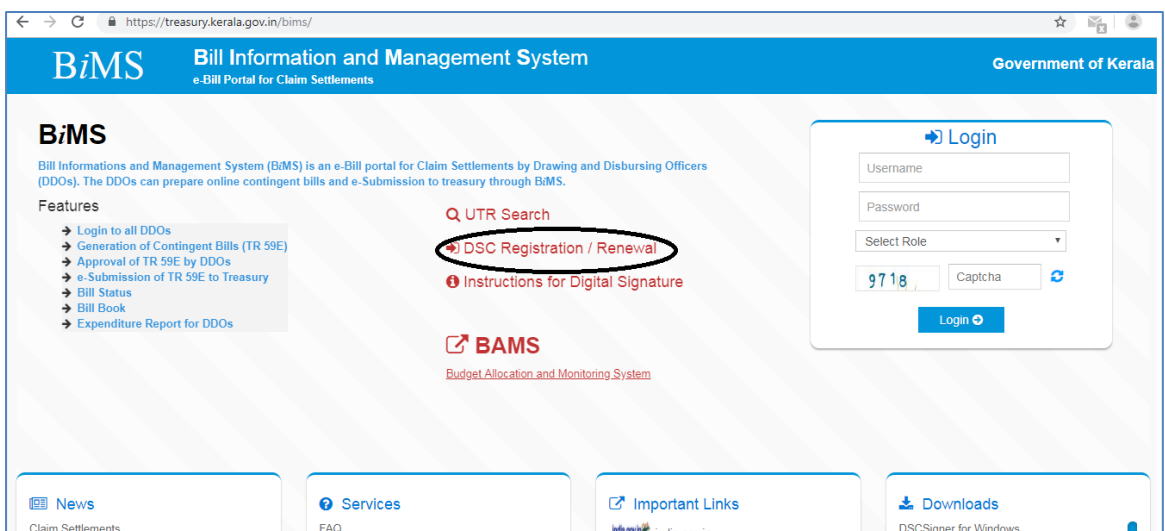 https://treasury.kerala.gov.in/bims/
BiMS
Bill Information and Management System
e-Bill Portal for Claim Settlements
Government of Kerala
BiMS
Bill Informations and Management System (BiMS) is an e-Bill portal for Claim Settlements by Drawing and Disbursing Officers
(DDOs). The DDOs can prepare online contingent bills and e-Submission to treasury through BiMS.
Features
Login to all DDOs
Generation of Contingent Bills (TR 59E)
Approval of TR 59E by DDOs
e-Submission of TR 59E to Treasury
Bill Status
Bill Book
Expenditure Report for DDOs
UTR Search
DSC Registration / Renewal
Instructions for Digital Signature
BAMS
Budget Allocation and Monitoring System
Login
Username
Password
Select Role
9718
Captcha
Login
News
Claim Settlements
Services
FAQ
Important Links
Downloads
DSCSigner for Windows